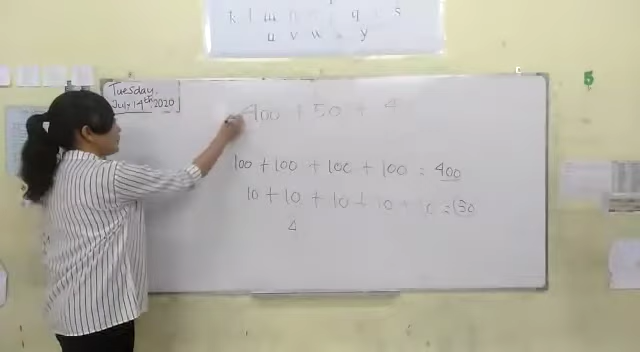 k l m n q s
u v w y
Tuesday,
July 14th, 2020
400 + 50 + 4
100 + 100 + 100 + 100 = 400
10 + 10 + 10 + 10 + 10 = 50
4